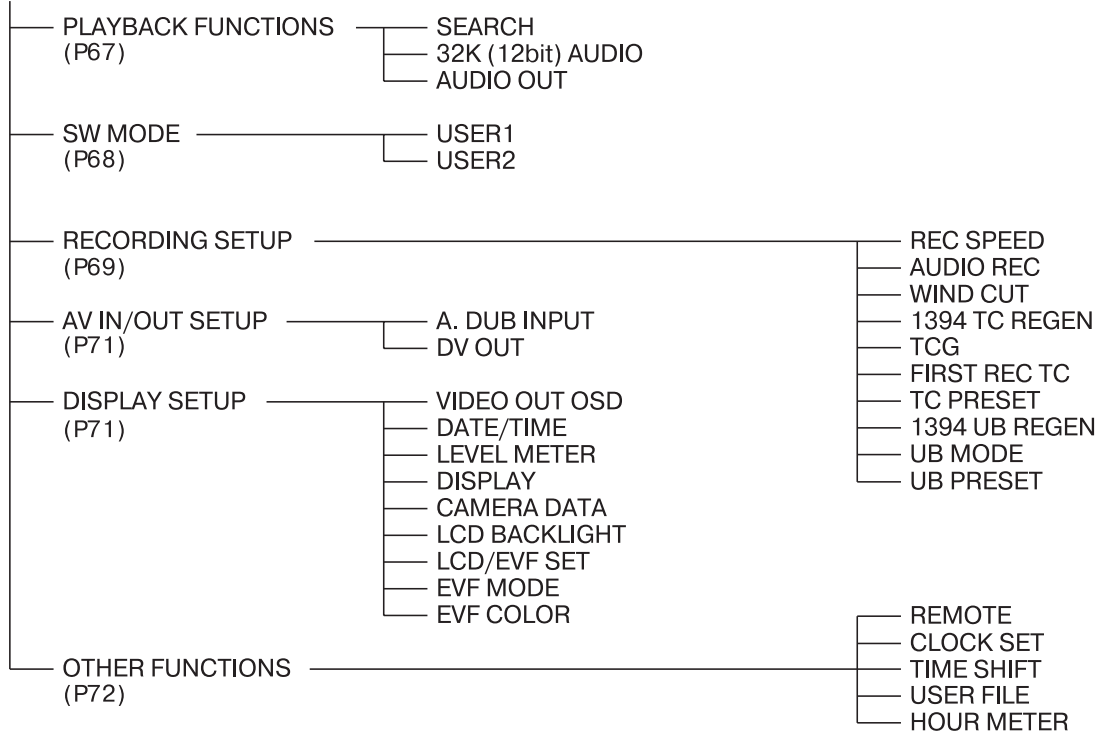 PLAYBACK FUNCTIONS
(P67)
SEARCH
32K (12bit) AUDIO
AUDIO OUT
SW MODE
(P68)
USER1
USER2
RECORDING SETUP
(P69)
REC SPEED
AUDIO REC
WIND CUT
1394 TC REGEN
TCG
FIRST REC TC
TC PRESET
1394 UB REGEN
UB MODE
UB PRESET
AV IN/OUT SETUP
(P71)
A. DUB INPUT
DV OUT
DISPLAY SETUP
(P71)
VIDEO OUT OSD
DATE/TIME
LEVEL METER
DISPLAY
CAMERA DATA
LCD BACKLIGHT
LCD/EVF SET
EVF MODE
EVF COLOR
OTHER FUNCTIONS
(P72)
REMOTE
CLOCK SET
TIME SHIFT
USER FILE
HOUR METER